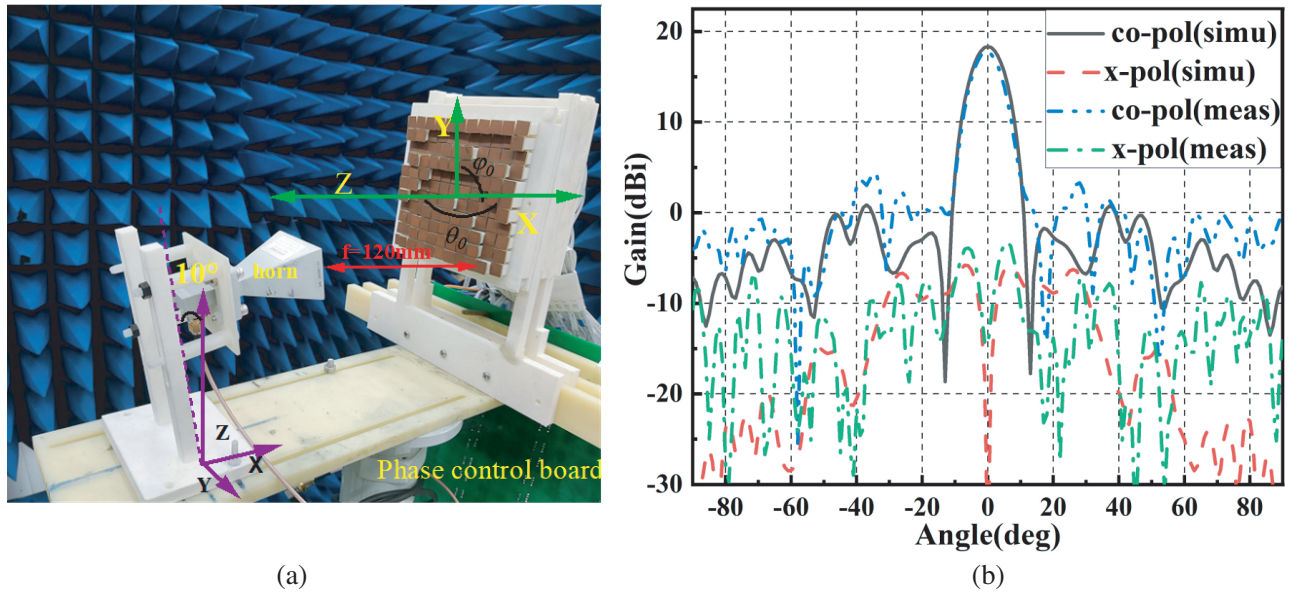 Y
φ₀
Z
X
θ₀
f−120mm
10°
horn
Z
X
Y
Phase control board
(a)
co-pol(simu)
x-pol(simu)
co-pol(meas)
x-pol(meas)
20
10
0
-10
-20
-30
Gain(dBi)
-80 -60 -40 -20 0 20 40 60 80
Angle(deg)
(b)